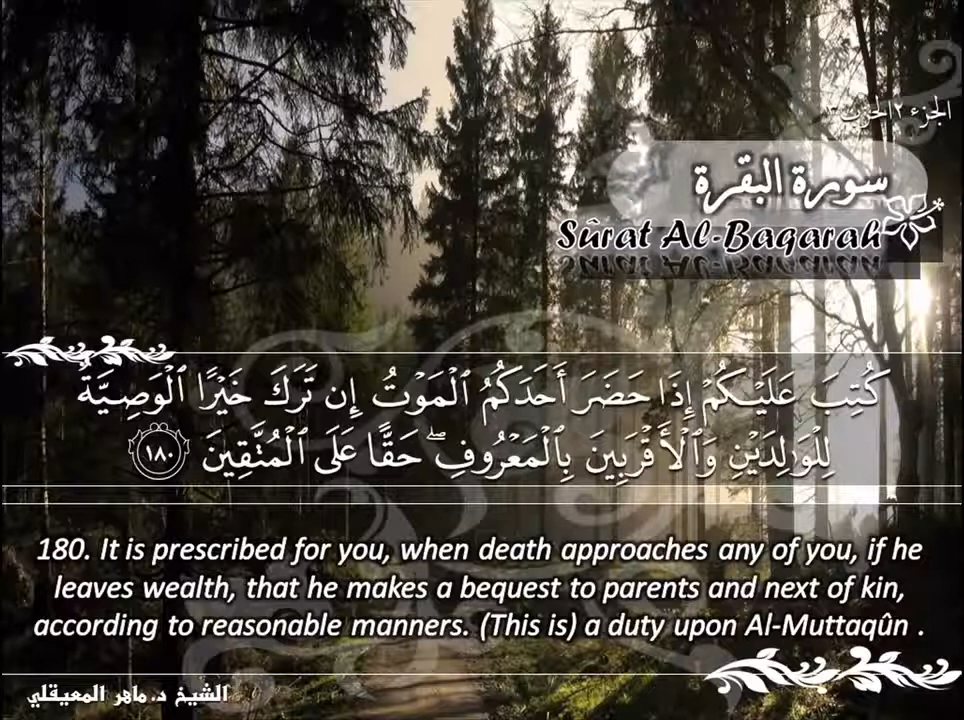 الجزء ٢ الحزب
سورة البقرة
Sûrat Al-Baqarah
كُتِبَ عَلَيْكُمْ إِذَا حَضَرَ أَحَدَكُمُ ٱلْمَوْتُ إِن تَرَكَ خَيْرًا ٱلْوَصِيَّةُ
لِلْوَٰلِدَيْنِ وَٱلْأَقْرَبِينَ بِٱلْمَعْرُوفِ ۖ حَقًّا عَلَى ٱلْمُتَّقِينَ ١٨٠
180. It is prescribed for you, when death approaches any of you, if he
leaves wealth, that he makes a bequest to parents and next of kin,
according to reasonable manners. (This is) a duty upon Al-Muttaqûn .
الشيخ د. ماهر المعيقلي